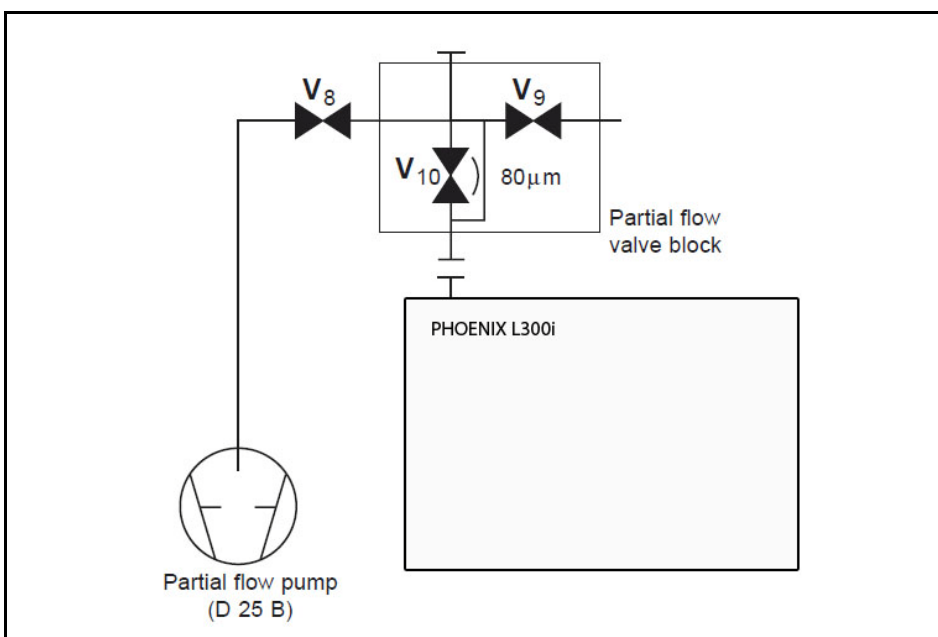 V8
V9
V10
80μm
Partial flow
valve block
PHOENIX L300i
Partial flow pump
(D 25 B)